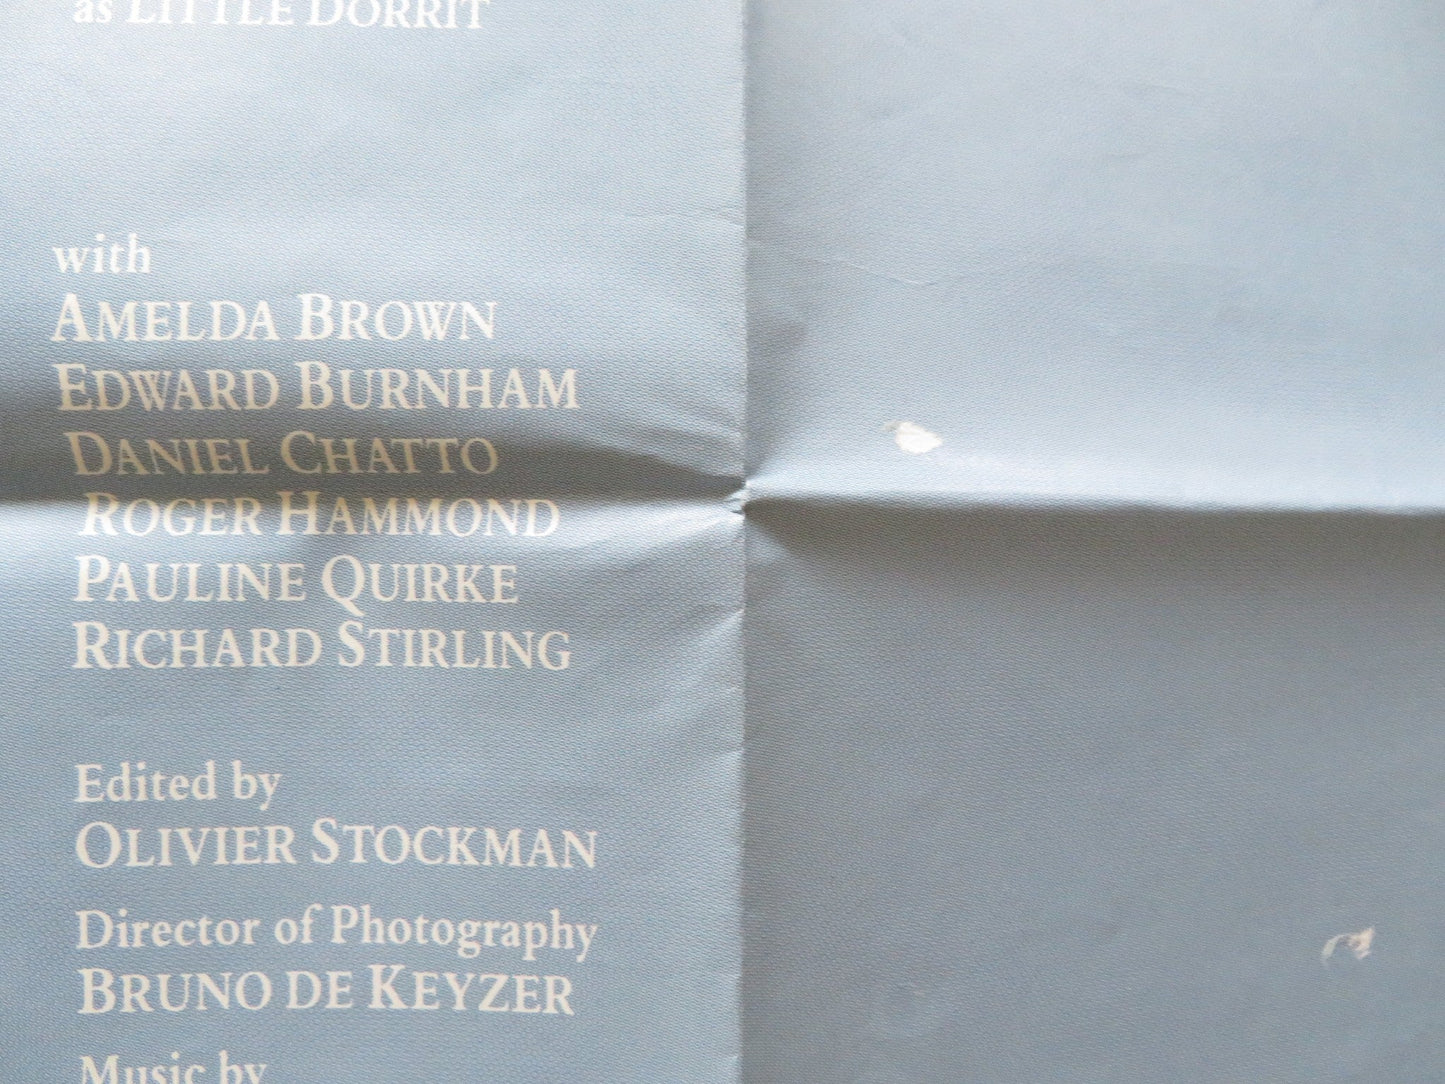 as LITTLE DORRIT
with
AMELDA BROWN
EDWARD BURNHAM
DANIEL CHATTO
ROGER HAMMOND
PAULINE QUIRKE
RICHARD STIRLING
Edited by
OLIVIER STOCKMAN
Director of Photography
BRUNO DE KEYZER
Music by